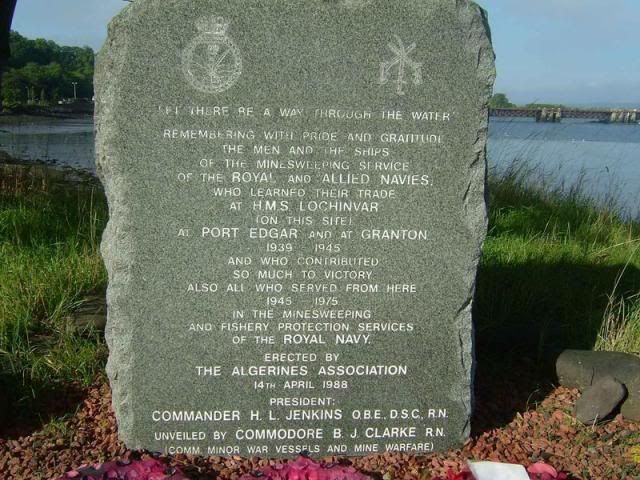 LET THERE BE A WAY THROUGH THE WATER
REMEMBERING WITH PRIDE AND GRATITUDE
THE MEN AND THE SHIPS
OF THE MINESWEEPING SERVICE
OF THE ROYAL AND ALLIED NAVIES,
WHO LEARNED THEIR TRADE
AT H.M.S. LOCHINVAR
(ON THIS SITE)
AT PORT EDGAR AND AT GRANTON
1939 1945
AND WHO CONTRIBUTED
SO MUCH TO VICTORY
ALSO ALL WHO SERVED FROM HERE
1945 1975
IN THE MINESWEEPING
AND FISHERY PROTECTION SERVICES
OF THE ROYAL NAVY.
ERECTED BY
THE ALGERINES ASSOCIATION
14TH APRIL 1988
PRESIDENT:
COMMANDER H. L. JENKINS O.B.E., D.S.C., R.N.
UNVEILED BY COMMODORE B. J. CLARKE R.N.
(COMM. MINOR WAR VESSELS AND MINE WARFARE)